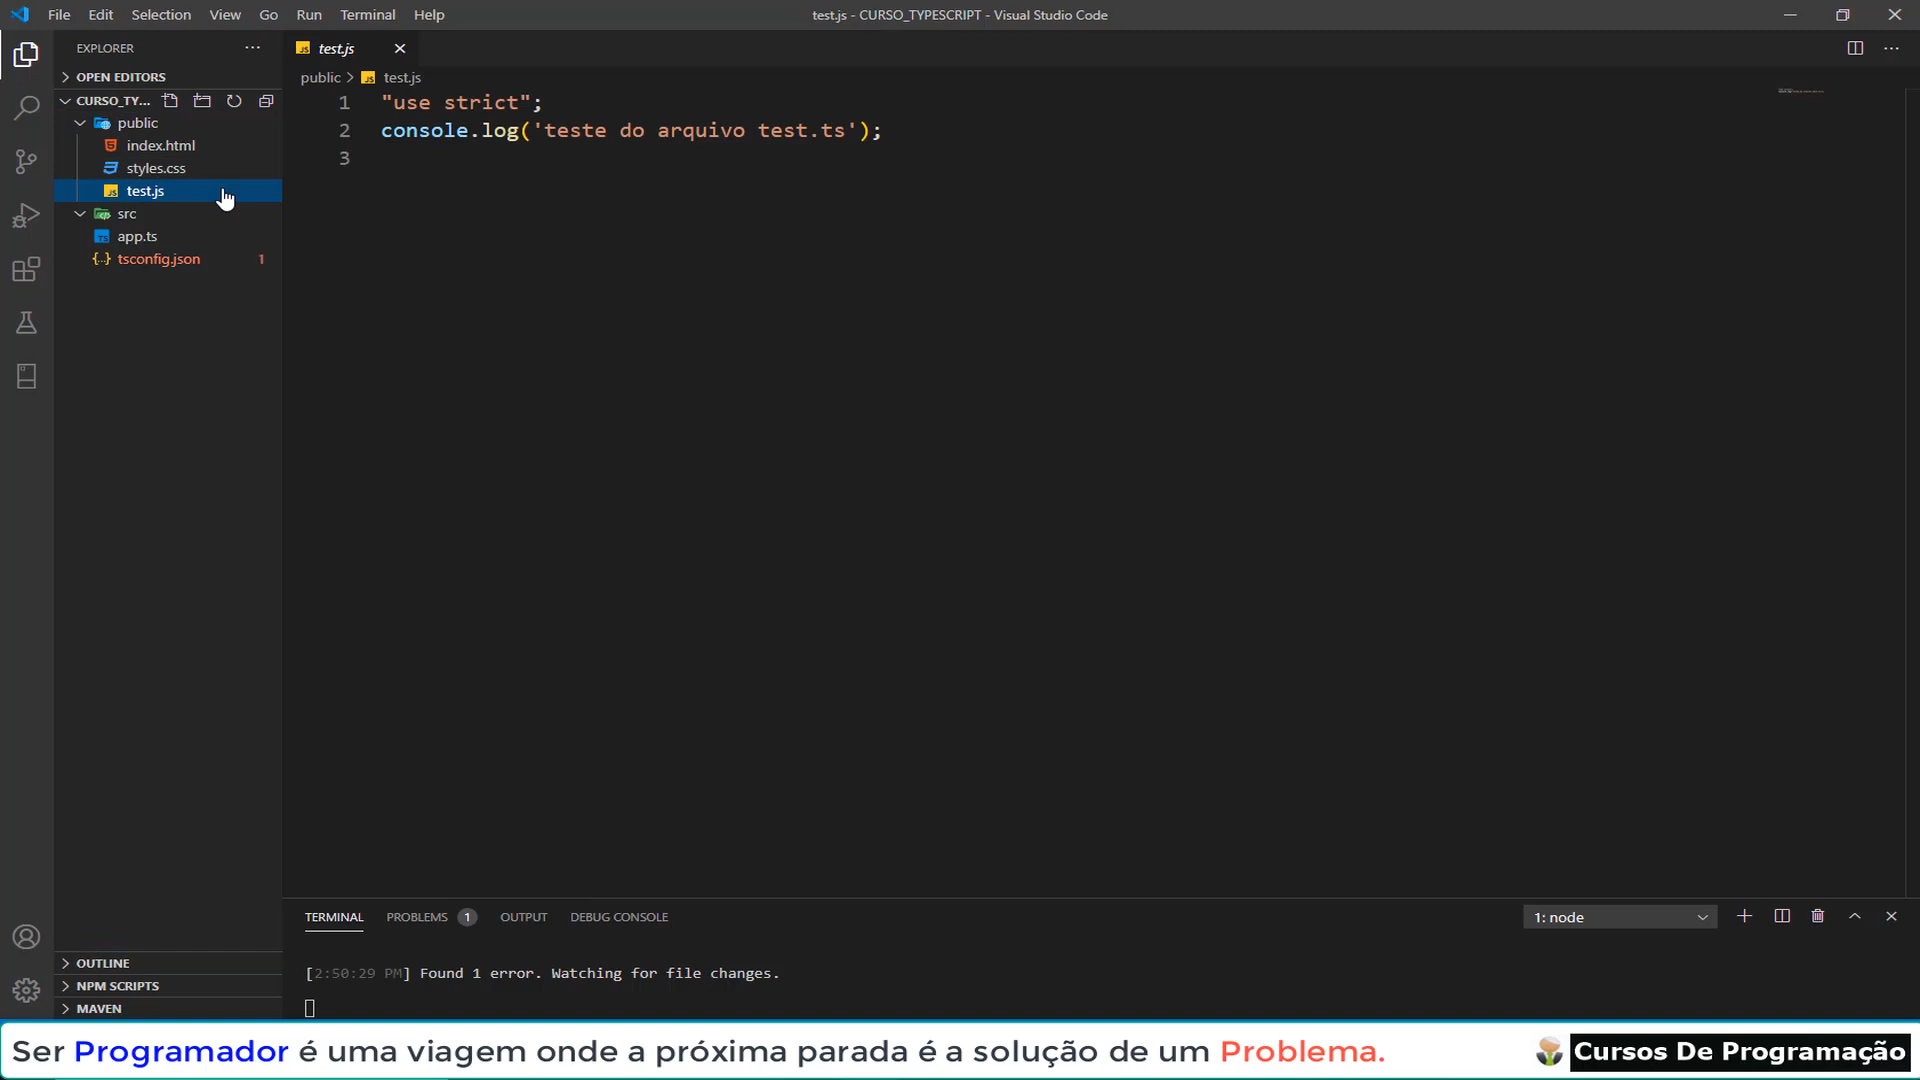 File Edit Selection View Go Run Terminal Help
test.js - CURSO_TYPESCRIPT - Visual Studio Code
EXPLORER
OPEN EDITORS
CURSO_TY...
public
index.html
styles.css
test.js
src
app.ts
tsconfig.json 1
OUTLINE
NPM SCRIPTS
MAVEN
test.js
public > test.js
1 "use strict";
2 console.log('teste do arquivo test.ts');
3
TERMINAL PROBLEMS 1 OUTPUT DEBUG CONSOLE
1: node
[2:50:29 PM] Found 1 error. Watching for file changes.
Ser Programador é uma viagem onde a próxima parada é a solução de um Problema.
Cursos De Programação